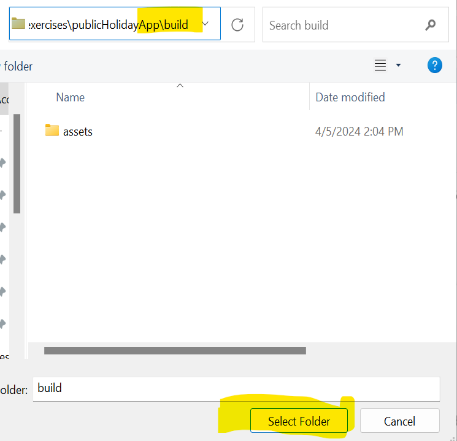 exercises\publicHolidayApp\build
Search build
folder
Name
Date modified
assets
4/5/2024 2:04 PM
older:
build
Select Folder
Cancel